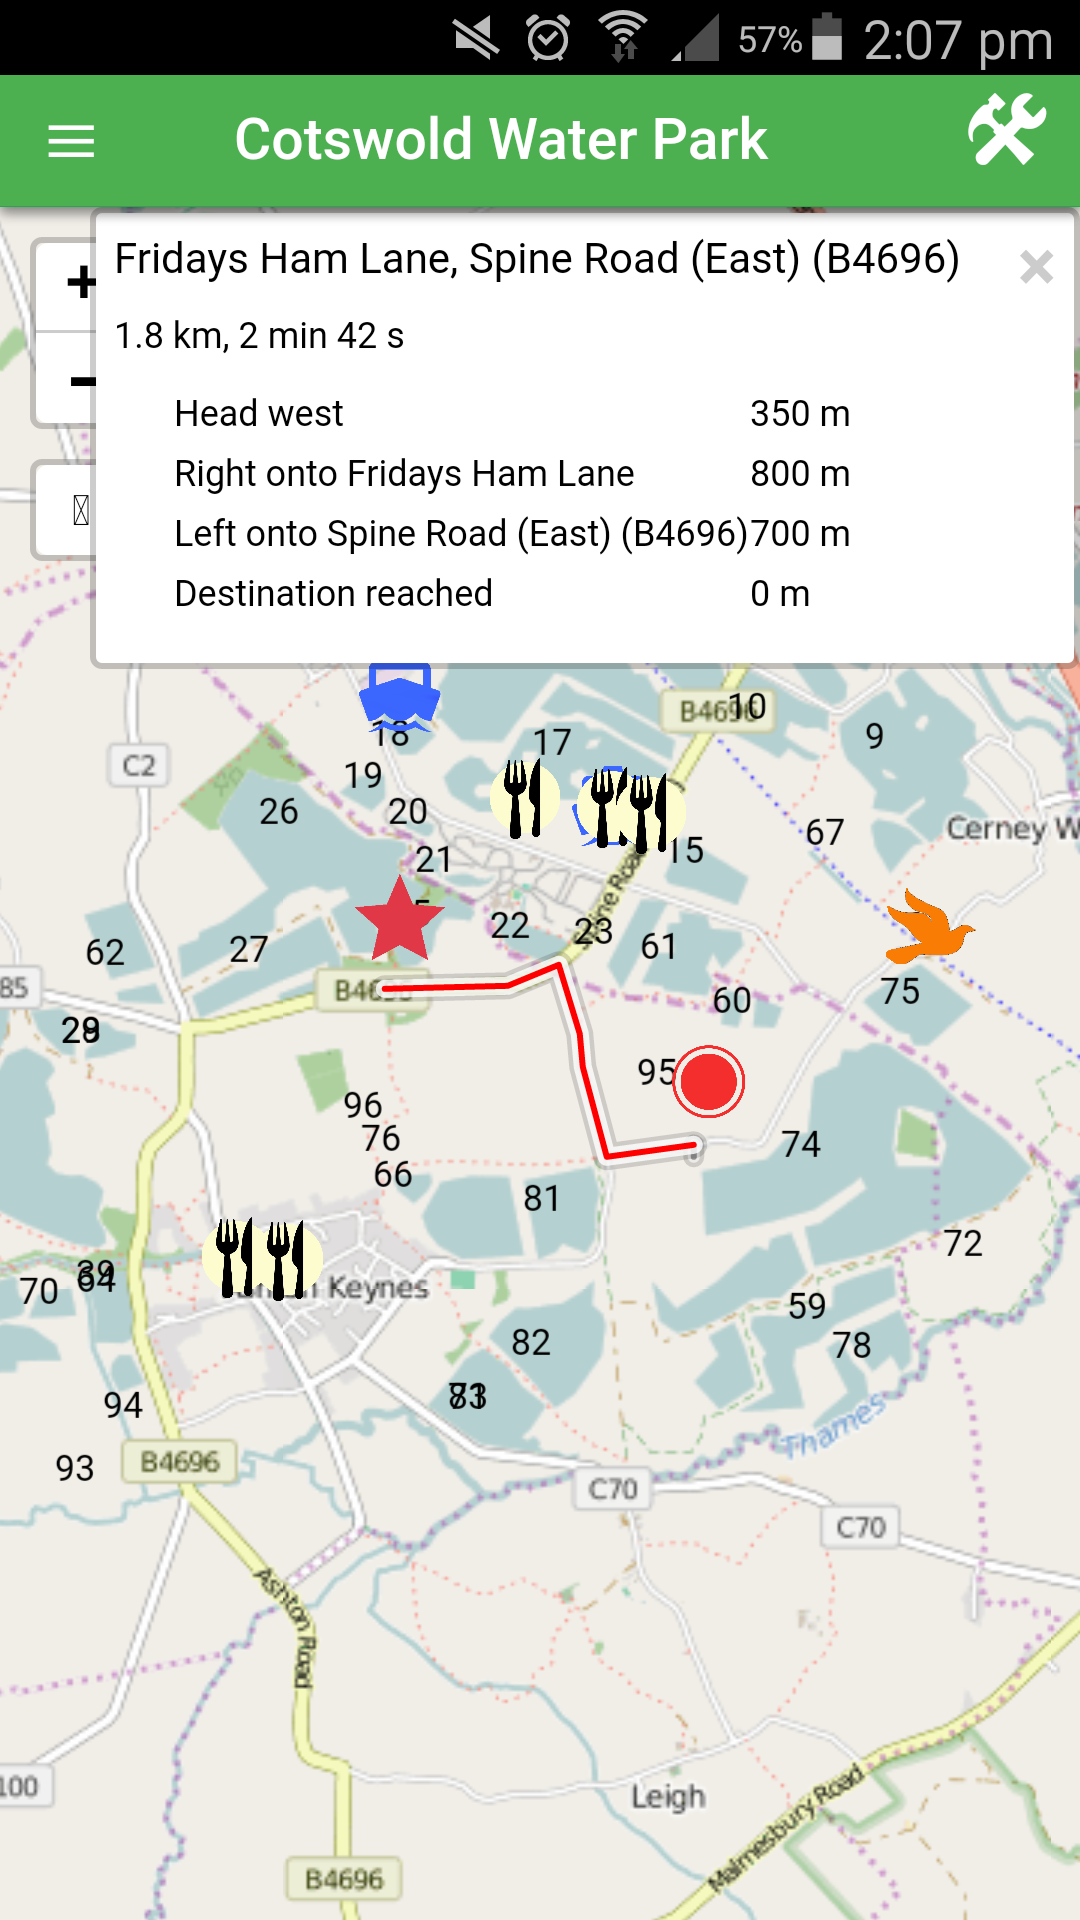 57% 2:07 pm
Cotswold Water Park
+
Fridays Ham Lane, Spine Road (East) (B4696)
×
1.8 km, 2 min 42 s
−
Head west 350 m
Right onto Fridays Ham Lane 800 m
Left onto Spine Road (East) (B4696) 700 m
Destination reached 0 m
B4696
10
18
17
9
C2
19
26
20
67
Cerney W
15
21
22
23
61
62
27
85
B4696
60
75
29
95
96
76
74
66
81
72
Keynes
70
59
82
78
94
Thames
93
B4696
C70
C70
Ashton Road
100
Leigh
Malmesbury Road
B4696